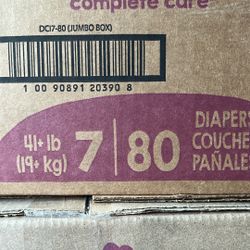 complete care
DCI7-80 (JUMBO BOX)
1 00 90891 20390 8
41+ lb
(19+ kg)
7 | 80
DIAPERS
COUCHES
PAÑALES